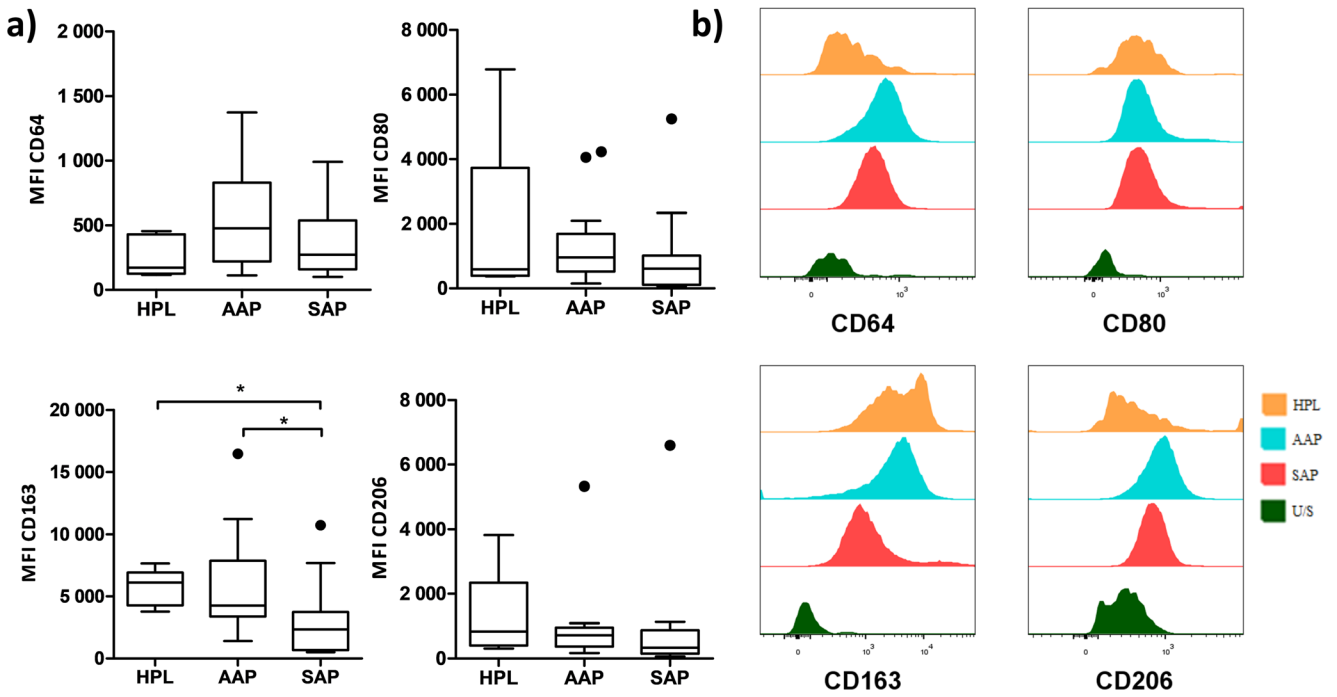 a)
2 000
1 500
1 000
500
0
MFI CD64
HPL AAP SAP
8 000
6 000
4 000
2 000
0
MFI CD80
HPL AAP SAP
20 000
15 000
10 000
5 000
0
MFI CD163
* 
*
HPL AAP SAP
8 000
6 000
4 000
2 000
0
MFI CD206
HPL AAP SAP
b)
0 10³
CD64
0 10³
CD80
0 10³ 10⁴
CD163
0 10³
CD206
HPL
AAP
SAP
U/S